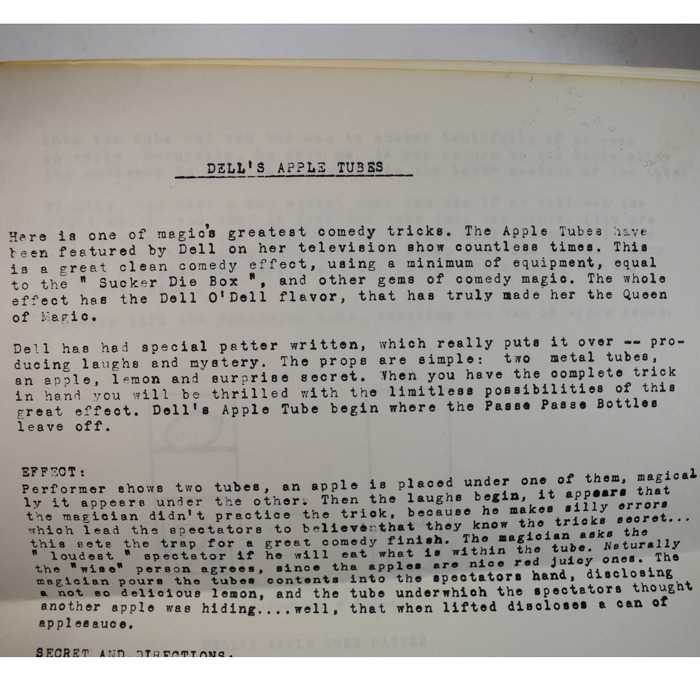 DELL'S APPLE TUBES
Here is one of magic's greatest comedy tricks. The Apple Tubes have
been featured by Dell on her television show countless times. This
is a great clean comedy effect, using a minimum of equipment, equal
to the " Sucker Die Box ", and other gems of comedy magic. The whole
effect has the Dell O'Dell flavor, that has truly made her the Queen
of Magic.
Dell has had special patter written, which really puts it over -- pro-
ducing laughs and mystery. The props are simple: two metal tubes,
an apple, lemon and surprise secret. When you have the complete trick
in hand you will be thrilled with the limitless possibilities of this
great effect. Dell's Apple Tube begin where the Passe Passe Bottles
leave off.
EFFECT:
Performer shows two tubes, an apple is placed under one of them, magical
ly it appears under the other. Then the laughs begin, it appears that
the magician didn't practice the trick, because he makes silly errors
which lead the spectators to believe that they know the tricks secret...
this sets the trap for a great comedy finish. The magician asks the
" loudest " spectator if he will eat what is within the tube. Naturally
the "wise" person agrees, since tha apples are nice red juicy ones. The
magician pours the tubes contents into the spectators hand, disclosing
a not so delicious lemon, and the tube underwhich the spectators thought
another apple was hiding....well, that when lifted discloses a can of
applesauce.
SECRET AND DIRECTIONS:
DELL'S APPLE TUBE PATTER